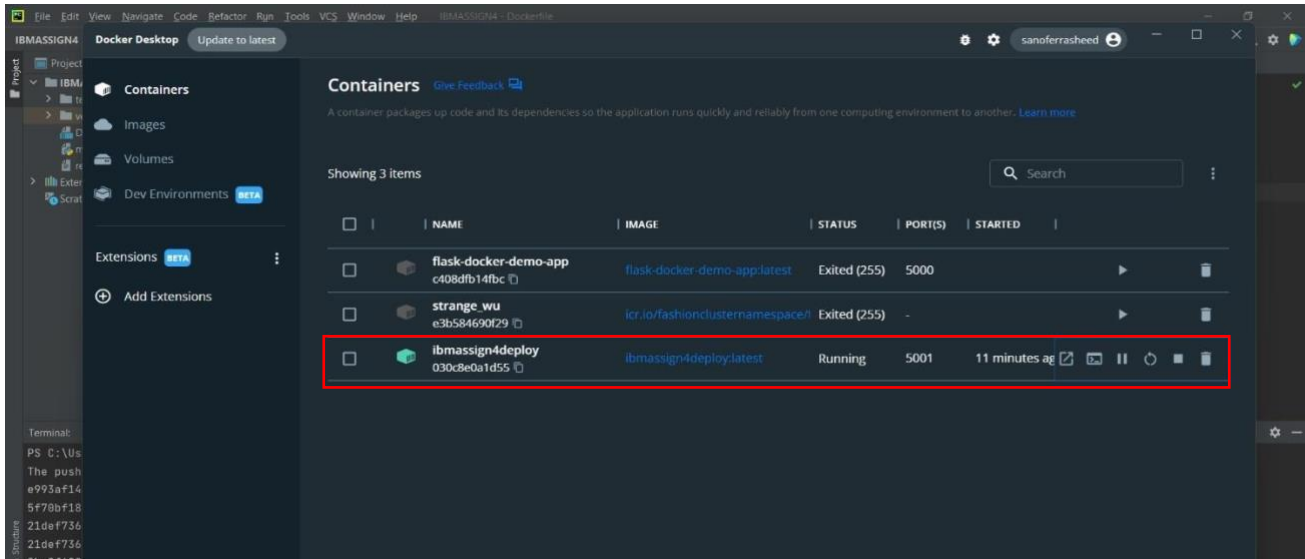 File Edit View Navigate Code Refactor Run Tools VCS Window Help IBMASSIGN4 - Dockerfile
IBMASSIGN4
Docker Desktop Update to latest sanoferrasheed
Project
Project
Containers
Containers Give Feedback
A container packages up code and its dependencies so the application runs quickly and reliably from one computing environment to another. Learn more
Images
Volumes
Dev Environments BETA
Showing 3 items
Search
NAME IMAGE STATUS PORT(S) STARTED
Extensions BETA
Add Extensions
flask-docker-demo-app
c408dfb14fbc
flask-docker-demo-app:latest Exited (255) 5000
strange_wu
e3b584690f29
icr.io/fashionclusternamespace/ Exited (255) -
ibmassign4deploy
030c8e0a1d55
ibmassign4deploy:latest Running 5001 11 minutes ag
Terminal:
PS C:\Us
The push
e993af14
5f70bf18
21def736
21def736
Structure